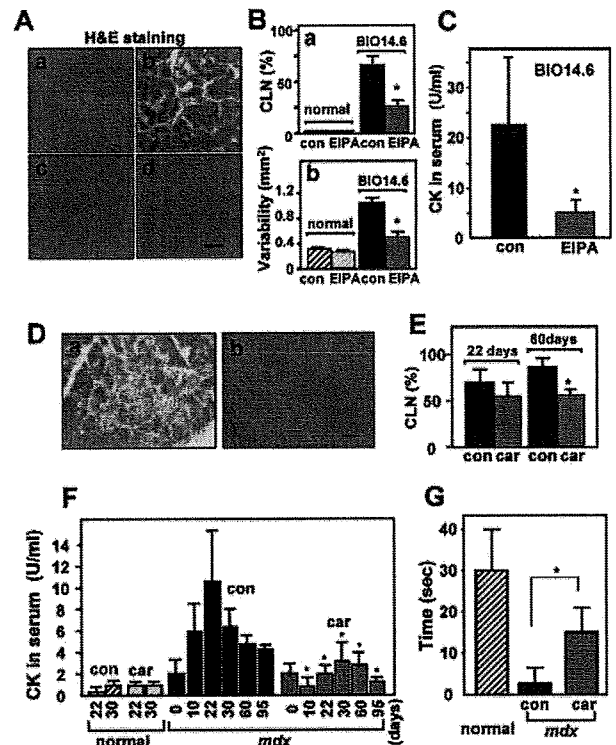 A
H&E staining
a
b
c
d
B
a
CLN (%)
75
50
0
BIO14.6
normal
*
con EIPA con EIPA
b
Variability (mm²)
1.2
0.8
0.4
0
BIO14.6
normal
*
con EIPA con EIPA
C
CK in serum (U/ml)
30
20
10
0
BIO14.6
*
con
EIPA
D
a
b
E
CLN (%)
100
50
0
22 days
60days
*
con car con car
F
CK in serum (U/ml)
14
12
10
8
6
4
2
0
con
car
con
car
* * * * *
22 30 22 30 0 10 22 30 60 95 0 10 22 30 60 95 (days)
normal
mdx
G
Time (sec)
40
30
20
10
0
*
normal
con
car
mdx